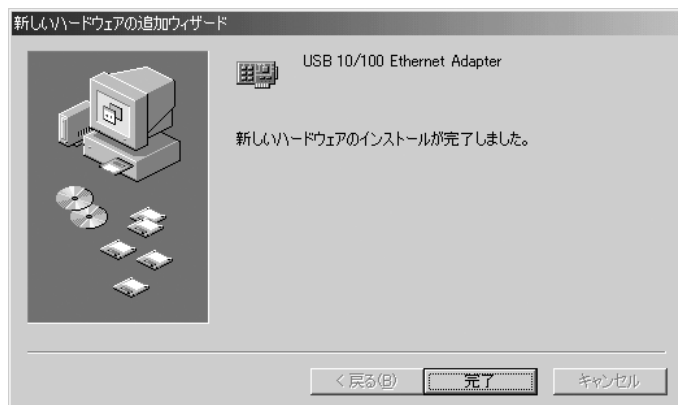 新しいハードウェアの追加ウィザード
USB 10/100 Ethernet Adapter
新しいハードウェアのインストールが完了しました。
< 戻る(B)
完了
キャンセル